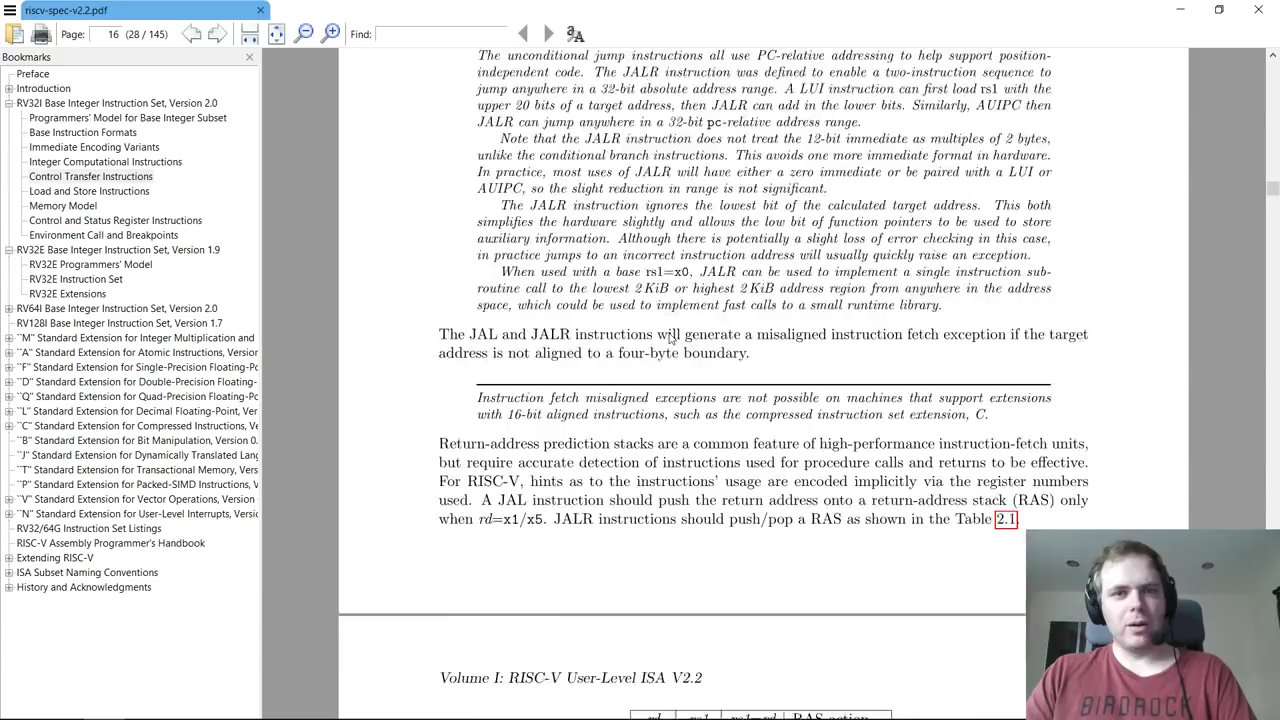 riscv-spec-v2.2.pdf
Page: 16 (28 / 145) Find:
Bookmarks
Preface
Introduction
RV32I Base Integer Instruction Set, Version 2.0
Programmers' Model for Base Integer Subset
Base Instruction Formats
Immediate Encoding Variants
Integer Computational Instructions
Control Transfer Instructions
Load and Store Instructions
Memory Model
Control and Status Register Instructions
Environment Call and Breakpoints
RV32E Base Integer Instruction Set, Version 1.9
RV32E Programmers' Model
RV32E Instruction Set
RV32E Extensions
RV64I Base Integer Instruction Set, Version 2.0
RV128I Base Integer Instruction Set, Version 1.7
``M'' Standard Extension for Integer Multiplication and
``A'' Standard Extension for Atomic Instructions, Version
``F'' Standard Extension for Single-Precision Floating-Po
``D'' Standard Extension for Double-Precision Floating-
``Q'' Standard Extension for Quad-Precision Floating-Po
``L'' Standard Extension for Decimal Floating-Point, Ver
``C'' Standard Extension for Compressed Instructions, Ve
``B'' Standard Extension for Bit Manipulation, Version 0.
``J'' Standard Extension for Dynamically Translated Lang
``T'' Standard Extension for Transactional Memory, Vers
``P'' Standard Extension for Packed-SIMD Instructions, V
``V'' Standard Extension for Vector Operations, Version
``N'' Standard Extension for User-Level Interrupts, Versio
RV32/64G Instruction Set Listings
RISC-V Assembly Programmer's Handbook
Extending RISC-V
ISA Subset Naming Conventions
History and Acknowledgments
The unconditional jump instructions all use PC-relative addressing to help support position-
independent code. The JALR instruction was defined to enable a two-instruction sequence to
jump anywhere in a 32-bit absolute address range. A LUI instruction can first load rs1 with the
upper 20 bits of a target address, then JALR can add in the lower bits. Similarly, AUIPC then
JALR can jump anywhere in a 32-bit pc-relative address range.
Note that the JALR instruction does not treat the 12-bit immediate as multiples of 2 bytes,
unlike the conditional branch instructions. This avoids one more immediate format in hardware.
In practice, most uses of JALR will have either a zero immediate or be paired with a LUI or
AUIPC, so the slight reduction in range is not significant.
The JALR instruction ignores the lowest bit of the calculated target address. This both
simplifies the hardware slightly and allows the low bit of function pointers to be used to store
auxiliary information. Although there is potentially a slight loss of error checking in this case,
in practice jumps to an incorrect instruction address will usually quickly raise an exception.
When used with a base rs1=x0, JALR can be used to implement a single instruction sub-
routine call to the lowest 2 KiB or highest 2 KiB address region from anywhere in the address
space, which could be used to implement fast calls to a small runtime library.
The JAL and JALR instructions will generate a misaligned instruction fetch exception if the target
address is not aligned to a four-byte boundary.
Instruction fetch misaligned exceptions are not possible on machines that support extensions
with 16-bit aligned instructions, such as the compressed instruction set extension, C.
Return-address prediction stacks are a common feature of high-performance instruction-fetch units,
but require accurate detection of instructions used for procedure calls and returns to be effective.
For RISC-V, hints as to the instructions' usage are encoded implicitly via the register numbers
used. A JAL instruction should push the return address onto a return-address stack (RAS) only
when rd=x1/x5. JALR instructions should push/pop a RAS as shown in the Table 2.1.
Volume I: RISC-V User-Level ISA V2.2
rd rs1 rs1=rd RAS action
BIRDROCK